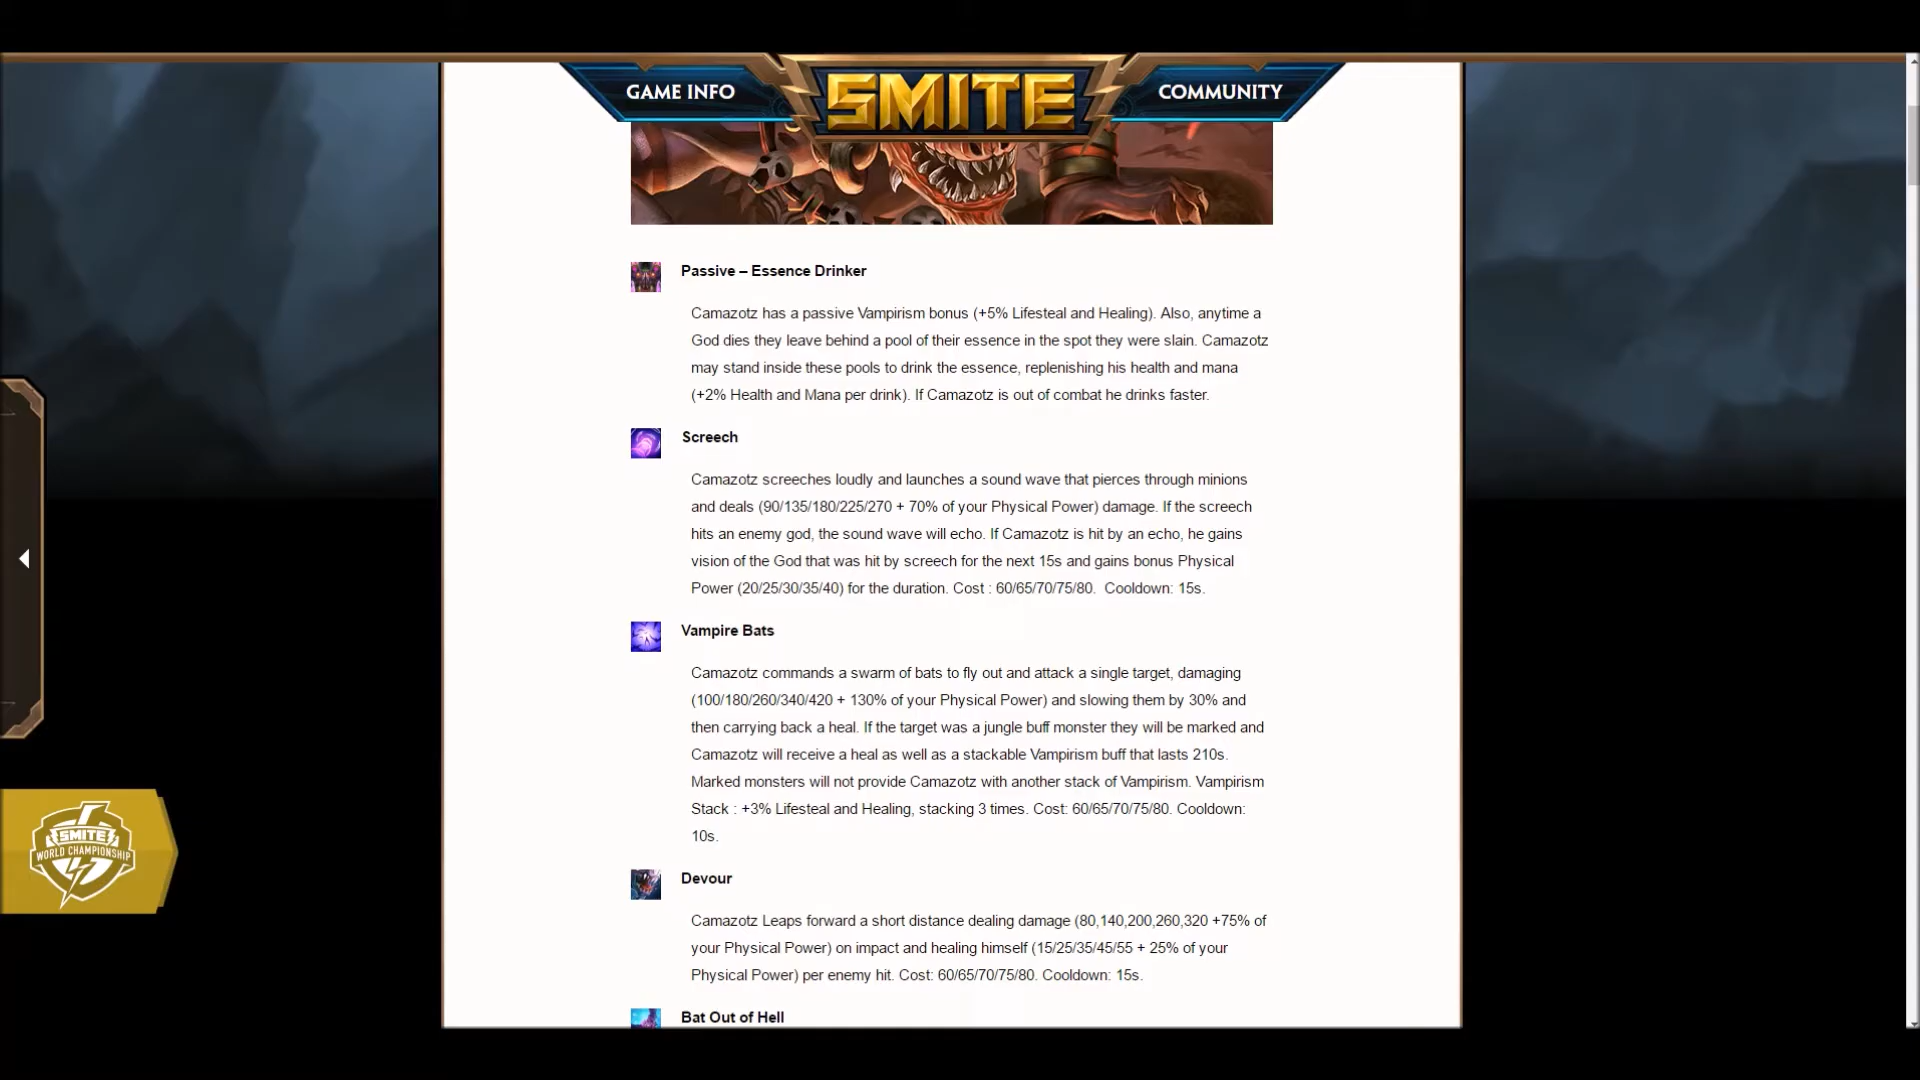 GAME INFO
SMITE
COMMUNITY
Passive – Essence Drinker
Camazotz has a passive Vampirism bonus (+5% Lifesteal and Healing). Also, anytime a
God dies they leave behind a pool of their essence in the spot they were slain. Camazotz
may stand inside these pools to drink the essence, replenishing his health and mana
(+2% Health and Mana per drink). If Camazotz is out of combat he drinks faster.
Screech
Camazotz screeches loudly and launches a sound wave that pierces through minions
and deals (90/135/180/225/270 + 70% of your Physical Power) damage. If the screech
hits an enemy god, the sound wave will echo. If Camazotz is hit by an echo, he gains
vision of the God that was hit by screech for the next 15s and gains bonus Physical
Power (20/25/30/35/40) for the duration. Cost : 60/65/70/75/80.  Cooldown: 15s.
Vampire Bats
Camazotz commands a swarm of bats to fly out and attack a single target, damaging
(100/180/260/340/420 + 130% of your Physical Power) and slowing them by 30% and
then carrying back a heal. If the target was a jungle buff monster they will be marked and
Camazotz will receive a heal as well as a stackable Vampirism buff that lasts 210s.
Marked monsters will not provide Camazotz with another stack of Vampirism. Vampirism
Stack : +3% Lifesteal and Healing, stacking 3 times. Cost: 60/65/70/75/80. Cooldown:
10s.
SMITE
WORLD CHAMPIONSHIP
Devour
Camazotz Leaps forward a short distance dealing damage (80,140,200,260,320 +75% of
your Physical Power) on impact and healing himself (15/25/35/45/55 + 25% of your
Physical Power) per enemy hit. Cost: 60/65/70/75/80. Cooldown: 15s.
Bat Out of Hell